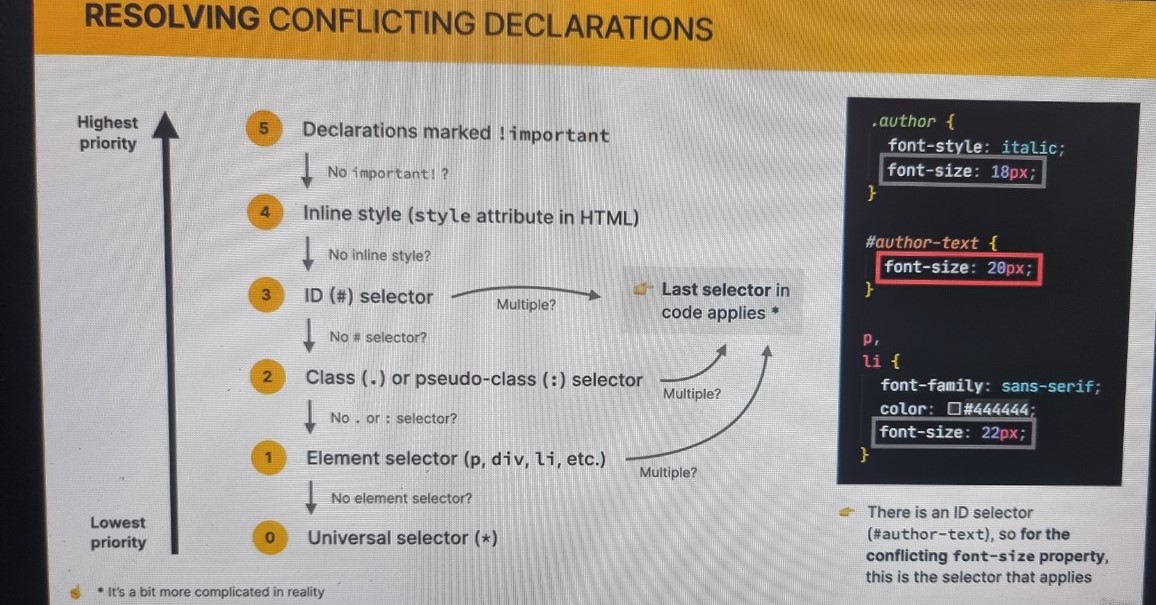 RESOLVING CONFLICTING DECLARATIONS
Highest
priority
5 Declarations marked !important
No important! ?
4 Inline style (style attribute in HTML)
No inline style?
3 ID (#) selector
Multiple?
👉 Last selector in
code applies *
No # selector?
2 Class (.) or pseudo-class (:) selector
Multiple?
No . or : selector?
1 Element selector (p, div, li, etc.)
Multiple?
No element selector?
Lowest
priority
0 Universal selector (*)
☝️ * It's a bit more complicated in reality
.author {
font-style: italic;
font-size: 18px;
}
#author-text {
font-size: 20px;
}
p,
li {
font-family: sans-serif;
color: #444444;
font-size: 22px;
}
👉 There is an ID selector
(#author-text), so for the
conflicting font-size property,
this is the selector that applies